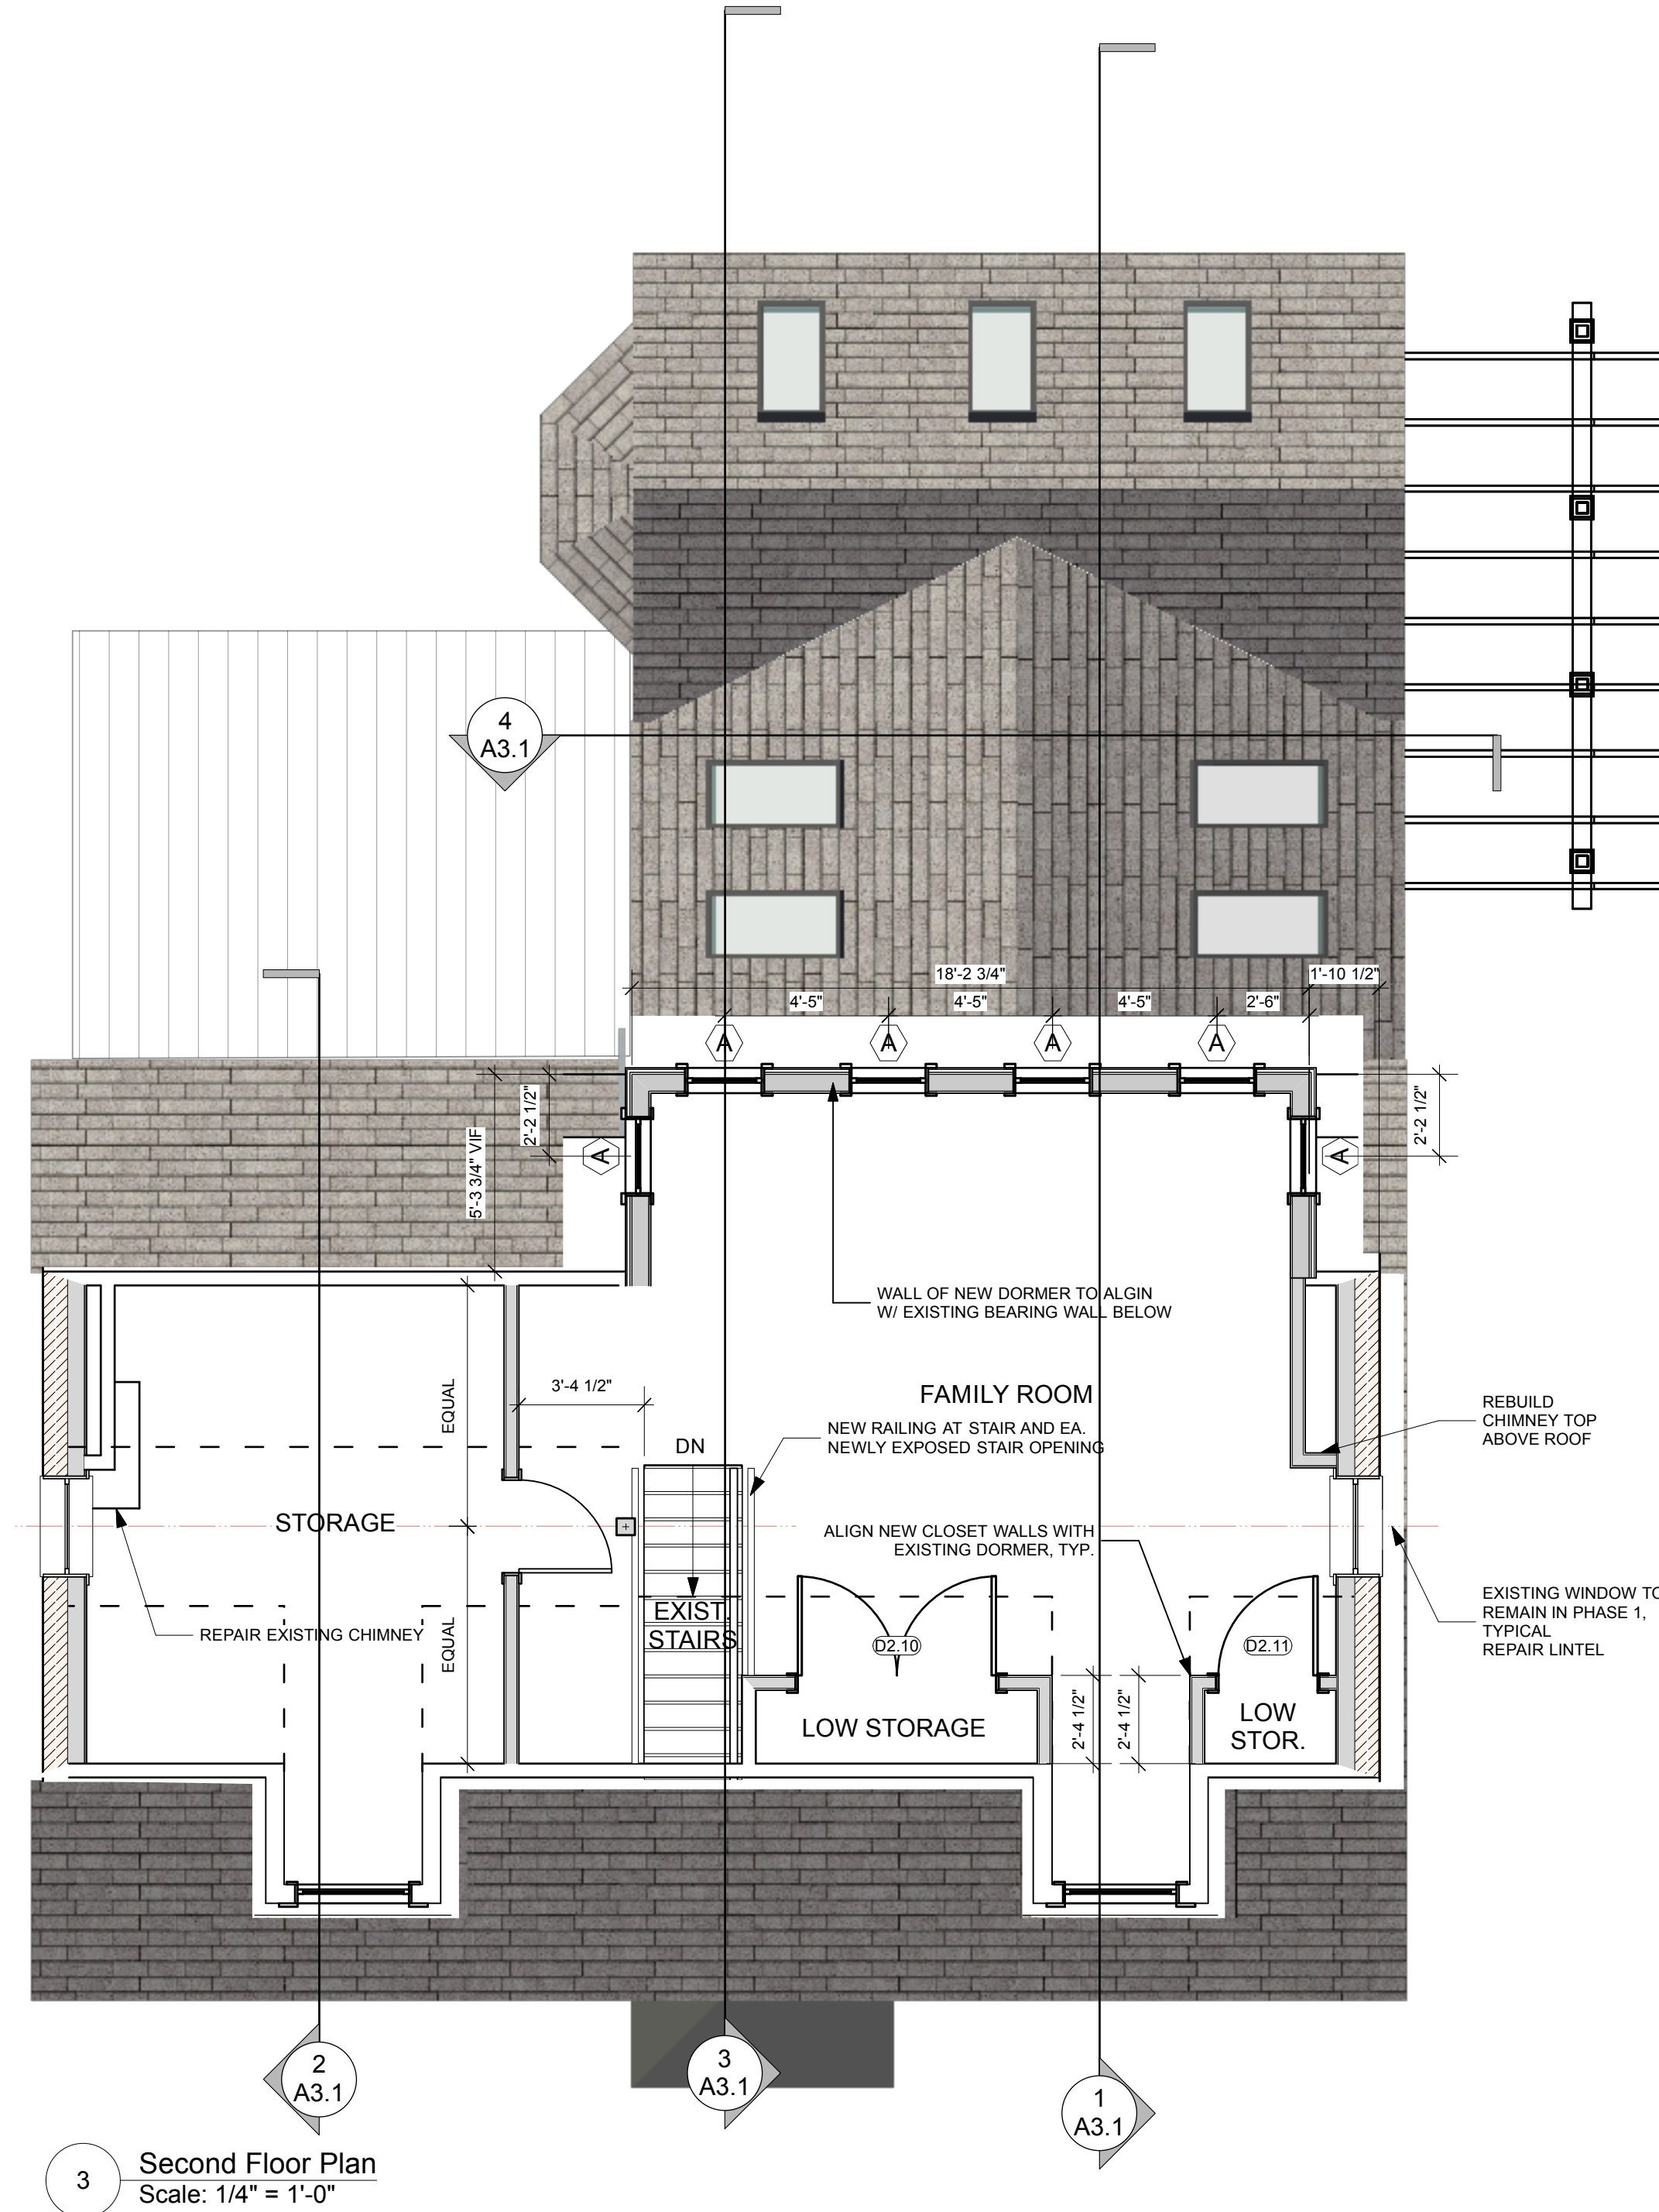 4
A3.1
18'-2 3/4"
1'-10 1/2"
4'-5"
4'-5"
4'-5"
2'-6"
A
A
A
A
2'-2 1/2"
5'-3 3/4" VIF
A
A
2'-2 1/2"
WALL OF NEW DORMER TO ALGIN
W/ EXISTING BEARING WALL BELOW
EQUAL
3'-4 1/2"
FAMILY ROOM
NEW RAILING AT STAIR AND EA.
NEWLY EXPOSED STAIR OPENING
DN
REBUILD
CHIMNEY TOP
ABOVE ROOF
STORAGE
ALIGN NEW CLOSET WALLS WITH
EXISTING DORMER, TYP.
EXIST.
STAIRS
REPAIR EXISTING CHIMNEY
EQUAL
D2.10
D2.11
EXISTING WINDOW TO
REMAIN IN PHASE 1,
TYPICAL
REPAIR LINTEL
LOW STORAGE
2'-4 1/2"
2'-4 1/2"
LOW
STOR.
2
A3.1
3
A3.1
1
A3.1
3
Second Floor Plan
Scale: 1/4" = 1'-0"